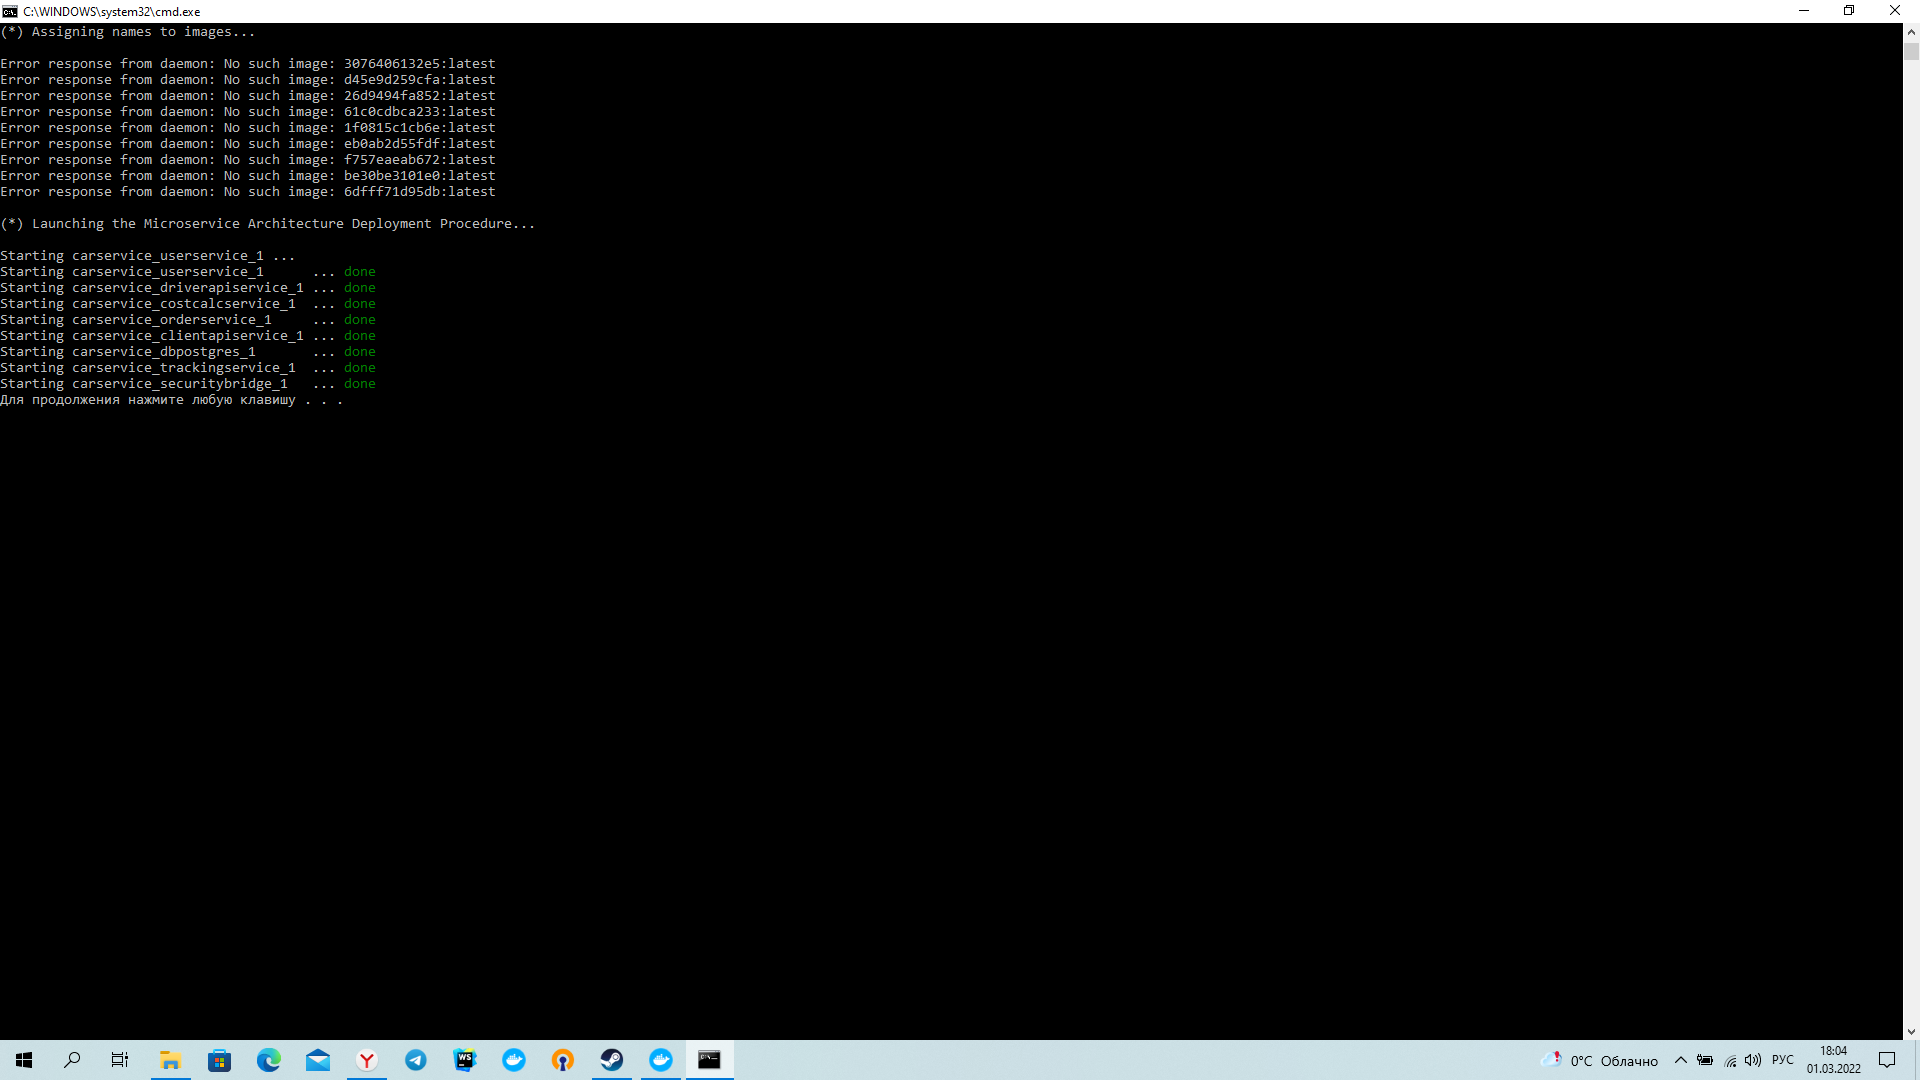 C:\WINDOWS\system32\cmd.exe
(*) Assigning names to images...
Error response from daemon: No such image: 3076406132e5:latest
Error response from daemon: No such image: d45e9d259cfa:latest
Error response from daemon: No such image: 26d9494fa852:latest
Error response from daemon: No such image: 61c0cdbca233:latest
Error response from daemon: No such image: 1f0815c1cb6e:latest
Error response from daemon: No such image: eb0ab2d55fdf:latest
Error response from daemon: No such image: f757eaeab672:latest
Error response from daemon: No such image: be30be3101e0:latest
Error response from daemon: No such image: 6dfff71d95db:latest
(*) Launching the Microservice Architecture Deployment Procedure...
Starting carservice_userservice_1 ...
Starting carservice_userservice_1      ... done
Starting carservice_driverapiservice_1 ... done
Starting carservice_costcalcservice_1  ... done
Starting carservice_orderservice_1     ... done
Starting carservice_clientapiservice_1 ... done
Starting carservice_dbpostgres_1       ... done
Starting carservice_trackingservice_1  ... done
Starting carservice_securitybridge_1   ... done
Для продолжения нажмите любую клавишу . . .
WS
0°C Облачно
РУС
18:04
01.03.2022